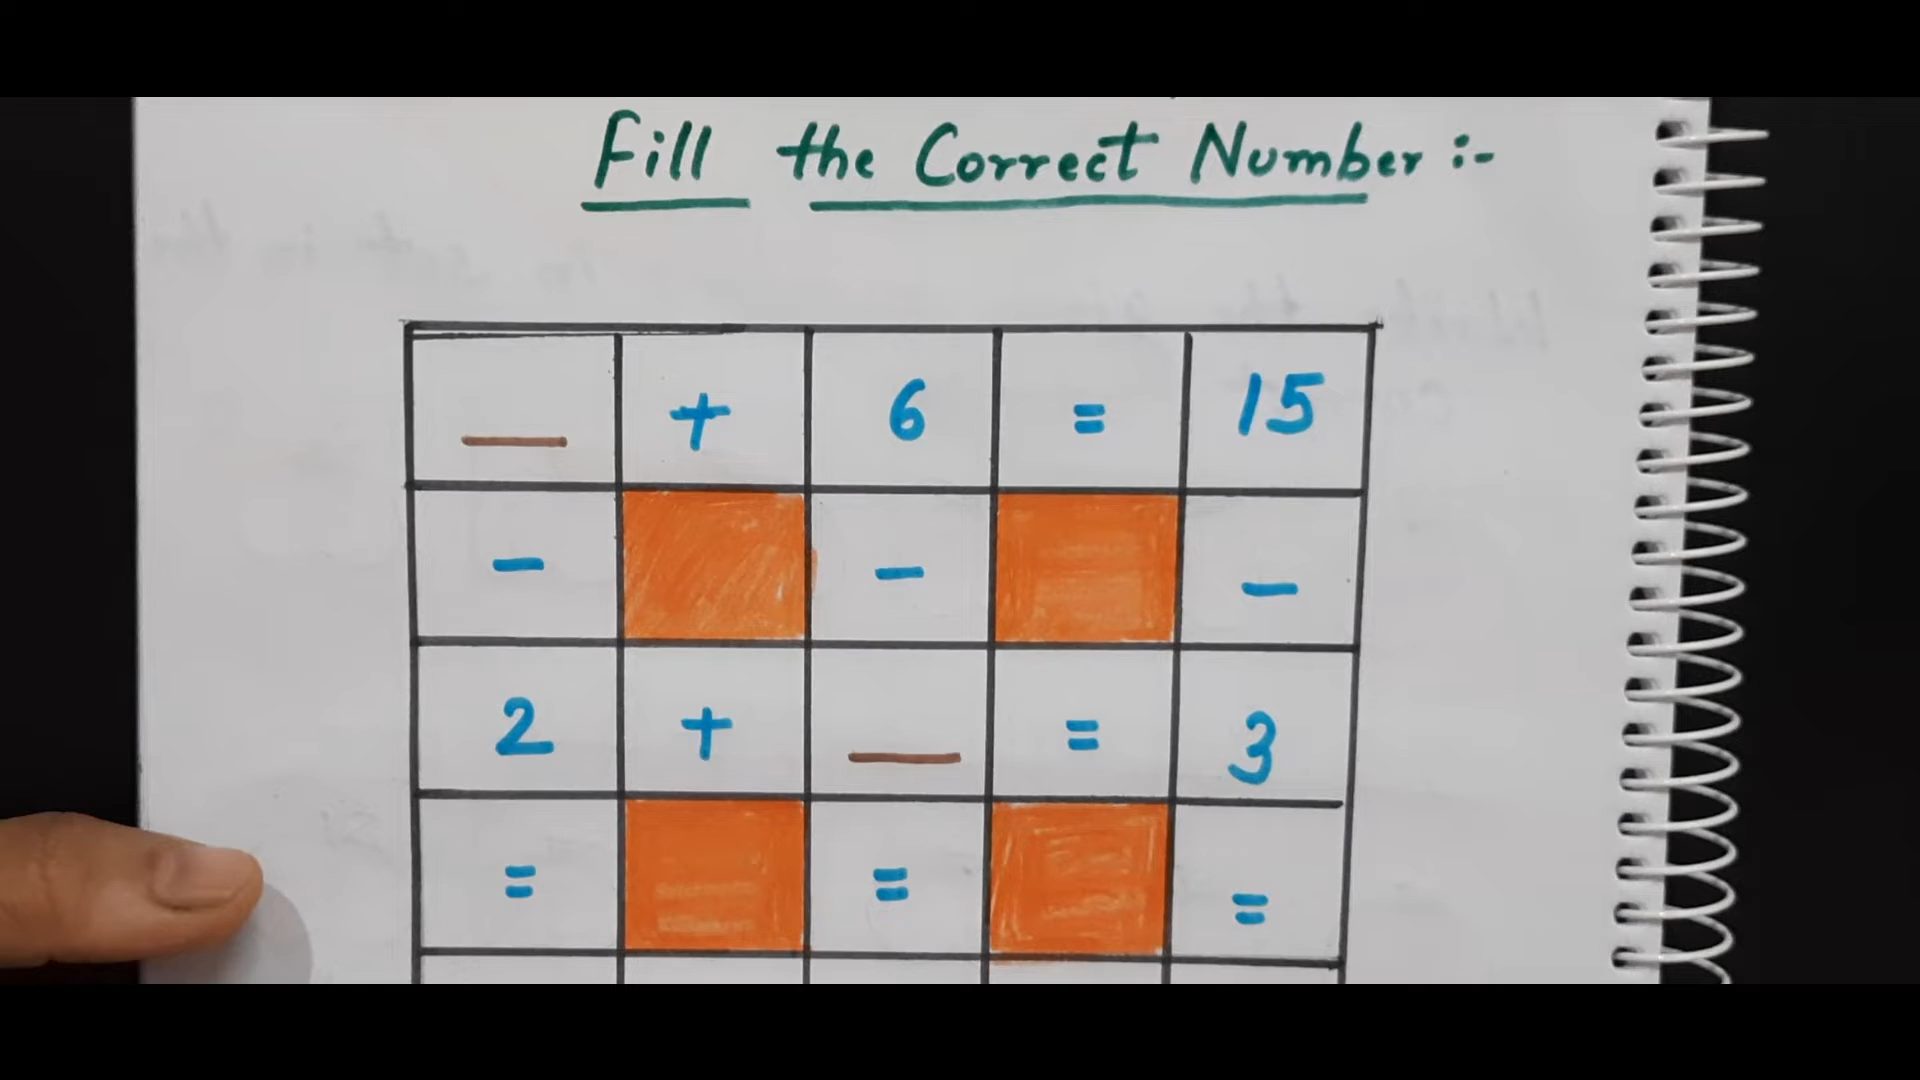 Fill the Correct Number :-
__ + 6 = 15
- - -
2 + __ = 3
= = =